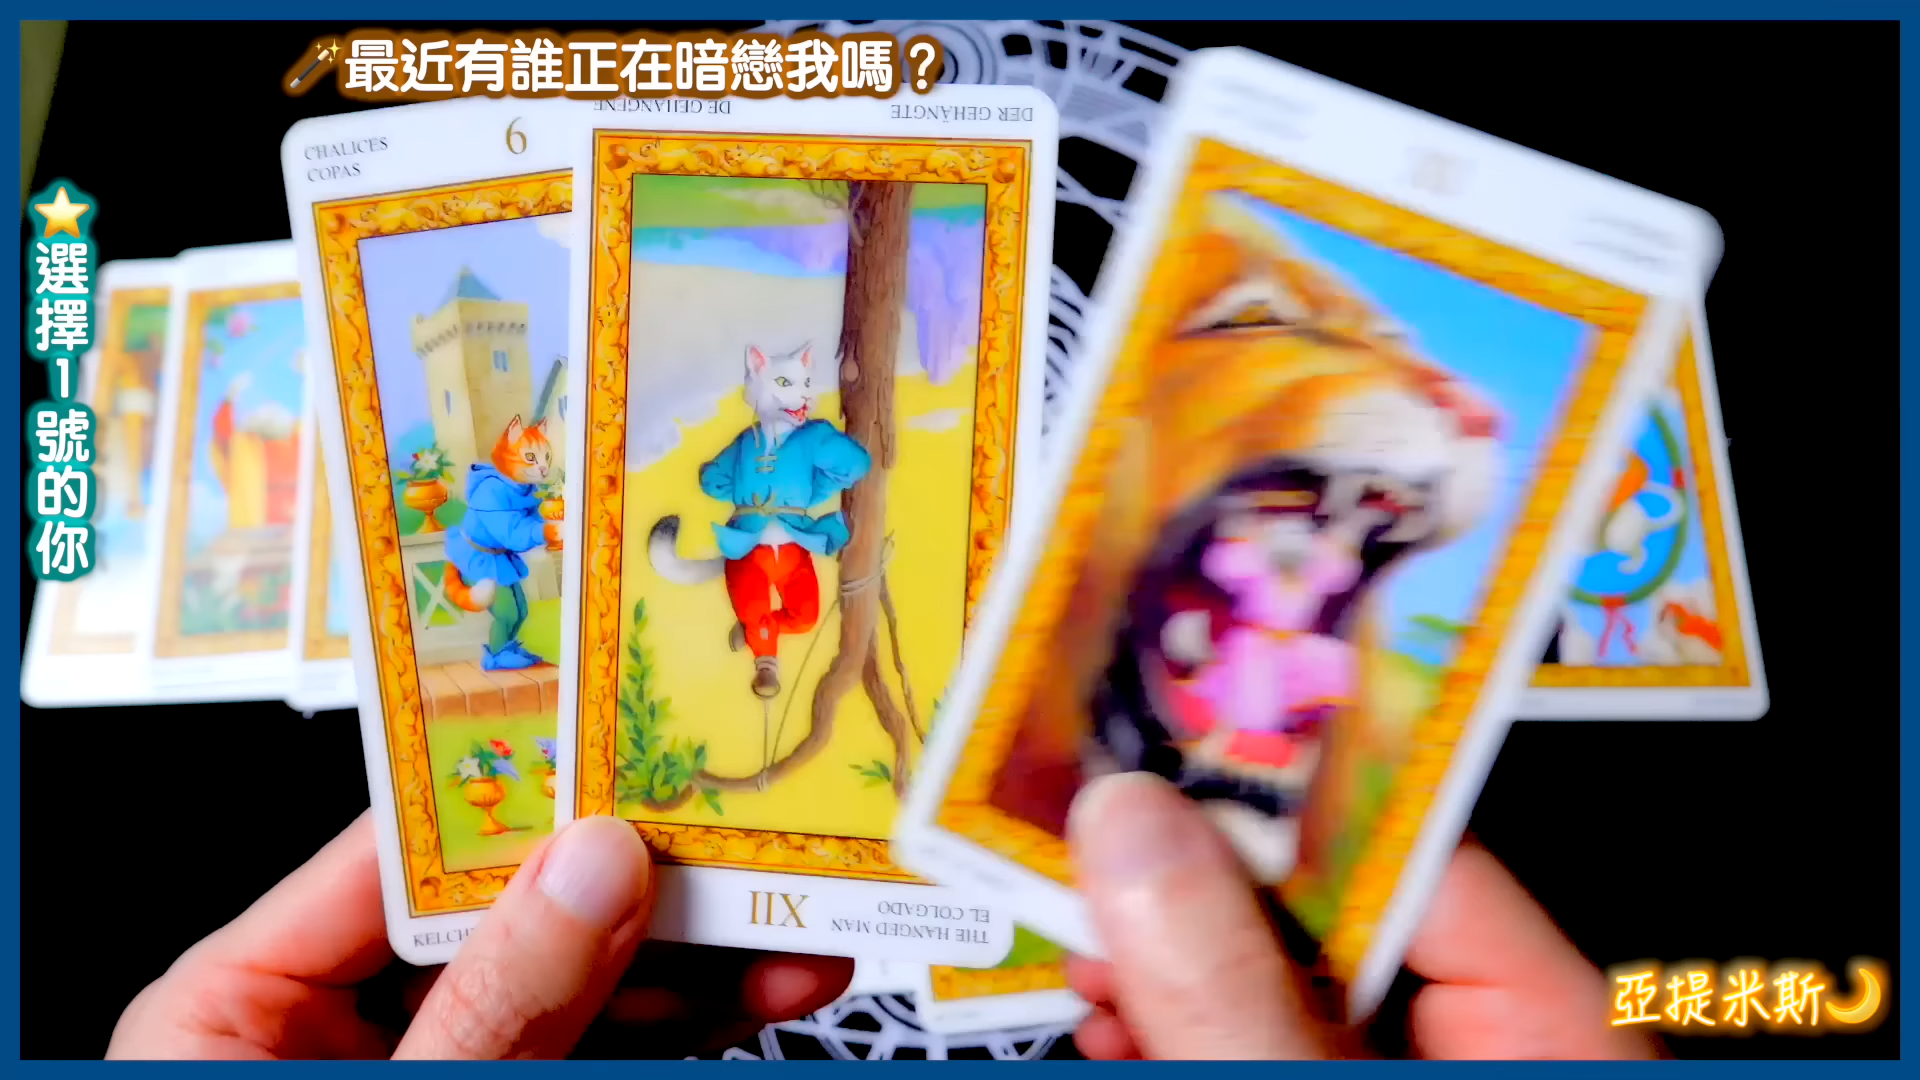 最近有誰正在暗戀我嗎？
選擇1號的你
CHALICES
COPAS
6
DE GEHANGENE
DER GEHÄNGTE
KELCH
XII
EL COLGADO
THE HANGED MAN
亞提米斯